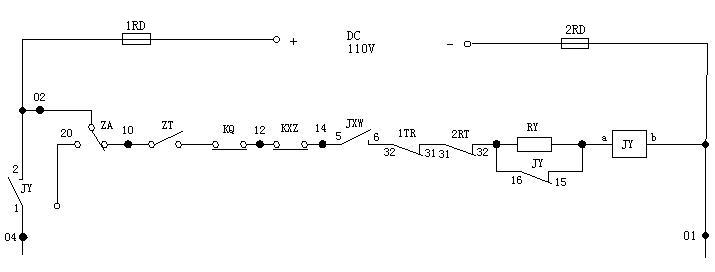 1RD
2RD
+
DC
110V
-
02
ZA
20
10
ZT
KQ
12
KXZ
14
JXW
5
6
1TR
32
31
2RT
31
32
RY
JY
16
15
a
JY
b
2
JY
1
04
01